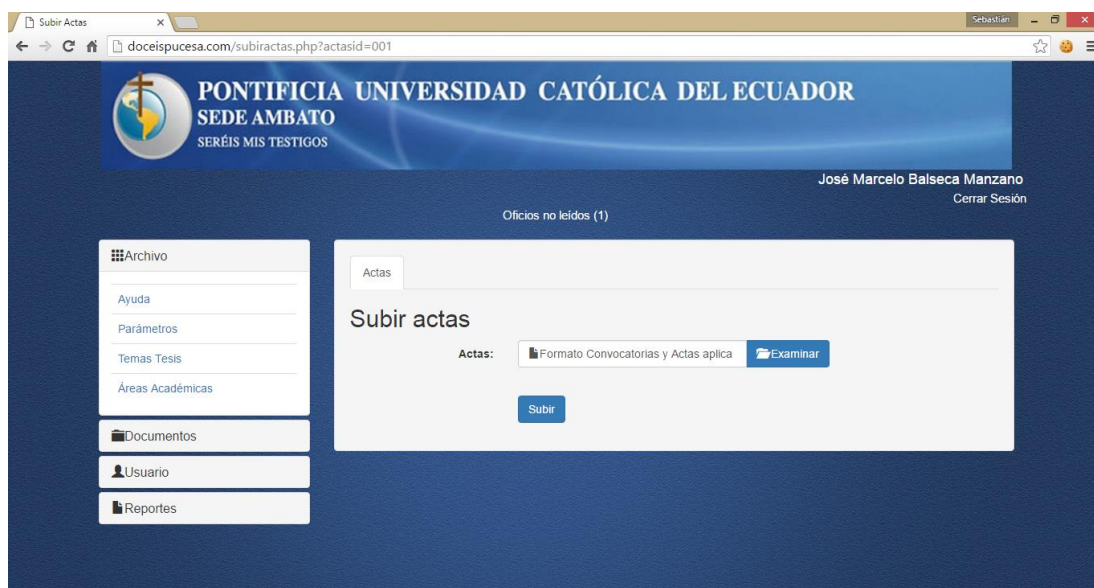 Subir Actas
Sebastián
doceispucesa.com/subiractas.php?actasid=001
PONTIFICIA UNIVERSIDAD CATÓLICA DEL ECUADOR
SEDE AMBATO
SERÉIS MIS TESTIGOS
José Marcelo Balseca Manzano
Cerrar Sesión
Oficios no leídos (1)
Archivo
Ayuda
Parámetros
Temas Tesis
Áreas Académicas
Documentos
Usuario
Reportes
Actas
Subir actas
Actas: Formato Convocatorias y Actas aplica Examinar
Subir